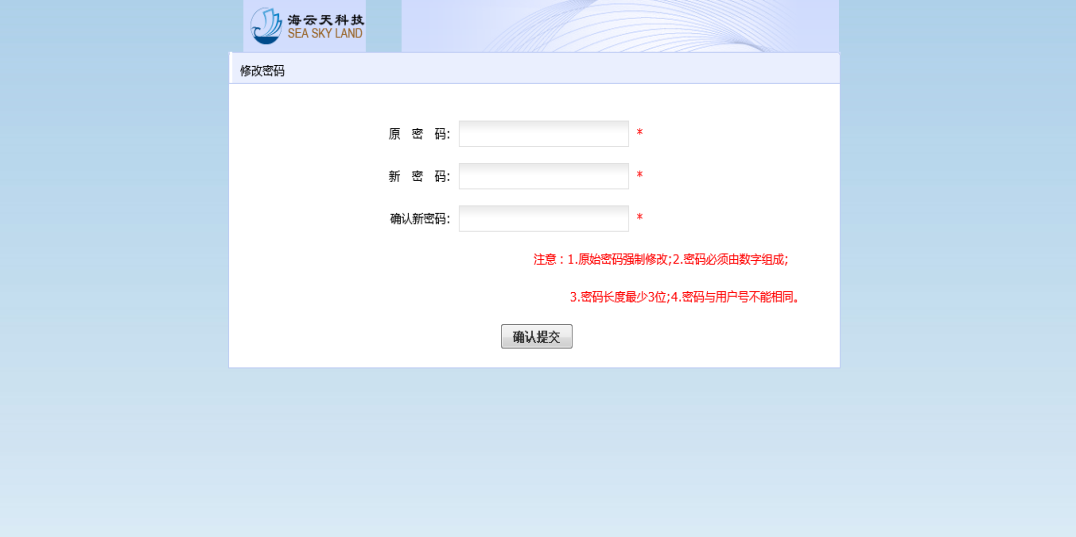 海云天科技
SEA SKY LAND
修改密码
原 密 码: *
新 密 码: *
确认新密码: *
注意：1.原始密码强制修改;2.密码必须由数字组成;
3.密码长度最少3位;4.密码与用户号不能相同。
确认提交